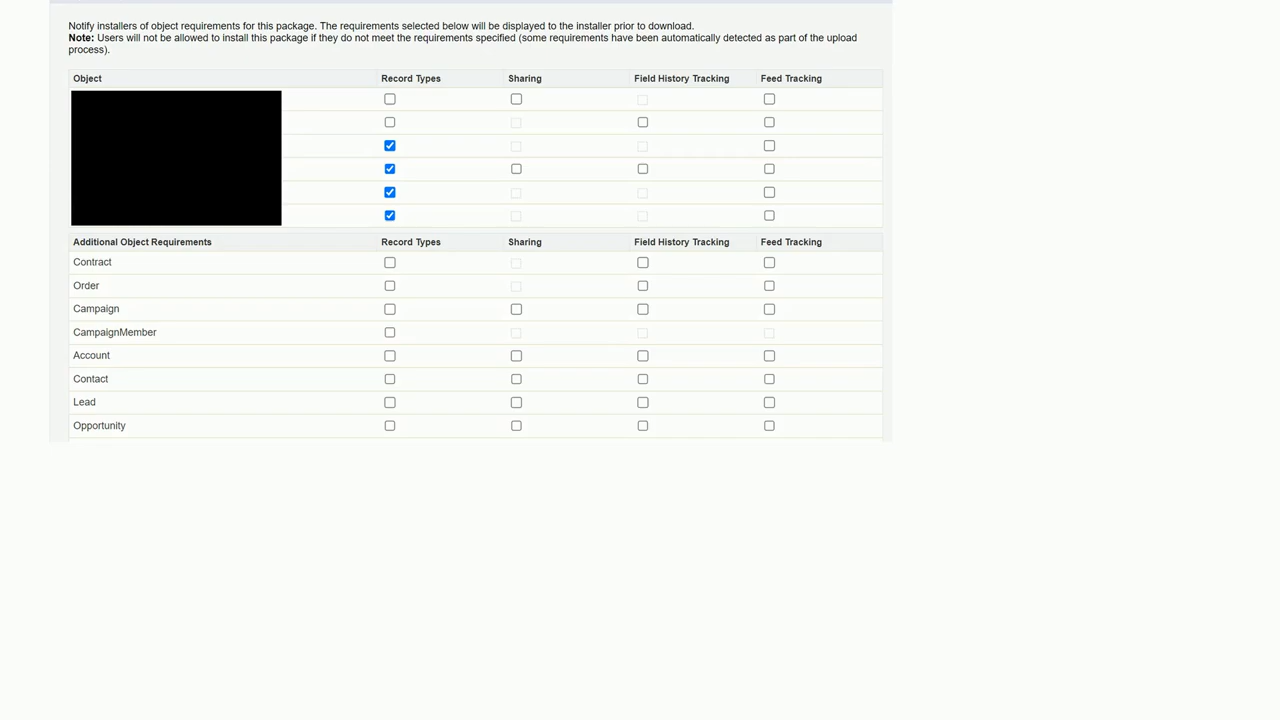 Notify installers of object requirements for this package. The requirements selected below will be displayed to the installer prior to download.
Note: Users will not be allowed to install this package if they do not meet the requirements specified (some requirements have been automatically detected as part of the upload
process).
Object Record Types Sharing Field History Tracking Feed Tracking
Additional Object Requirements Record Types Sharing Field History Tracking Feed Tracking
Contract
Order
Campaign
CampaignMember
Account
Contact
Lead
Opportunity